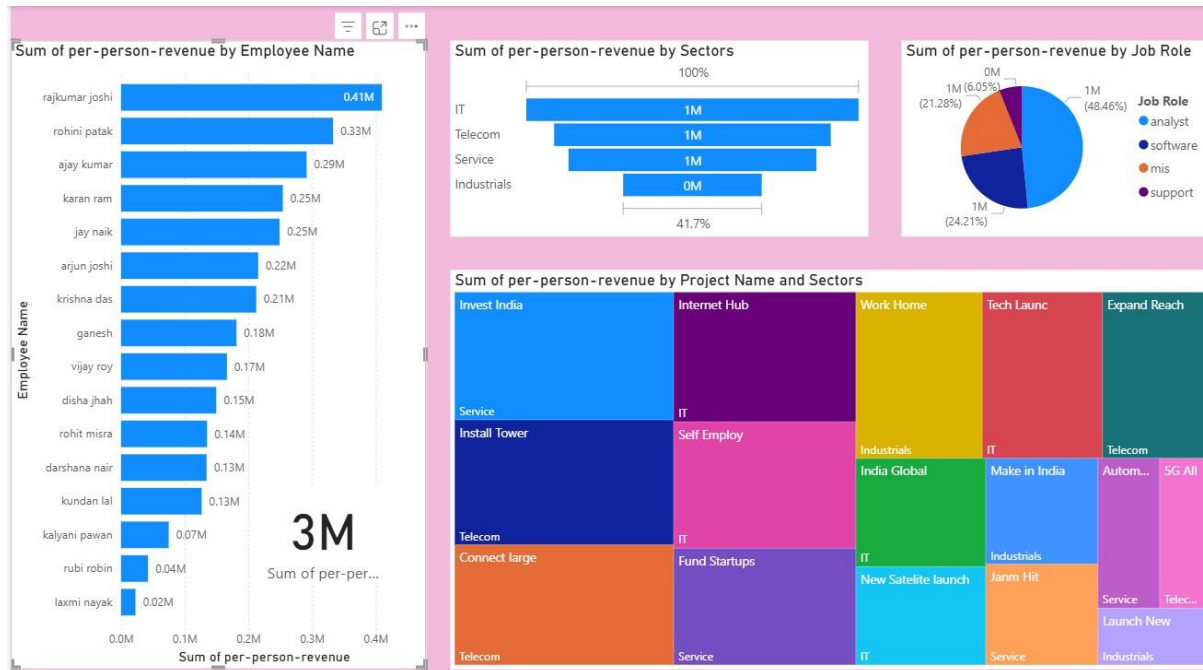 Sum of per-person-revenue by Employee Name
rajkumar joshi 0.41M
rohini patak 0.33M
ajay kumar 0.29M
karan ram 0.25M
jay naik 0.25M
arjun joshi 0.22M
krishna das 0.21M
ganesh 0.18M
vijay roy 0.17M
disha jhah 0.15M
rohit misra 0.14M
darshana nair 0.13M
kundan lal 0.13M
kalyani pawan 0.07M
rubi robin 0.04M
laxmi nayak 0.02M
Employee Name
0.0M 0.1M 0.2M 0.3M 0.4M
Sum of per-person-revenue
3M
Sum of per-per...
Sum of per-person-revenue by Sectors
100%
IT 1M
Telecom 1M
Service 1M
Industrials 0M
41.7%
Sum of per-person-revenue by Job Role
0M
(6.05%)
1M
(21.28%)
1M
(48.46%)
1M
(24.21%)
Job Role
analyst
software
mis
support
Sum of per-person-revenue by Project Name and Sectors
Invest India
Service
Install Tower
Telecom
Connect large
Telecom
Internet Hub
IT
Self Employ
IT
Fund Startups
Service
Work Home
Industrials
Tech Launc
IT
Expand Reach
Telecom
India Global
IT
New Satelite launch
IT
Make in India
Industrials
Janm Hit
Service
Autom...
Service
5G All
Telec...
Launch New
Industrials